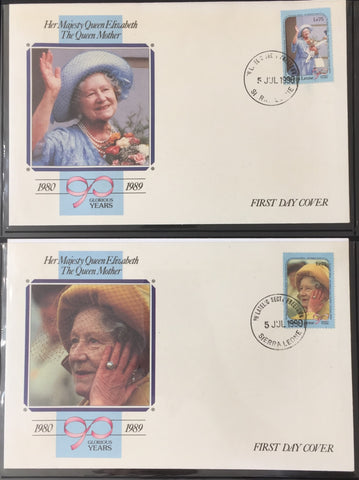 Her Majesty Queen Elizabeth
The Queen Mother
5 JUL 1990
SIERRA LEONE
1980 90 1989
GLORIOUS
YEARS
FIRST DAY COVER
Her Majesty Queen Elizabeth
The Queen Mother
5 JUL 1990
SIERRA LEONE
1980 90 1989
GLORIOUS
YEARS
FIRST DAY COVER